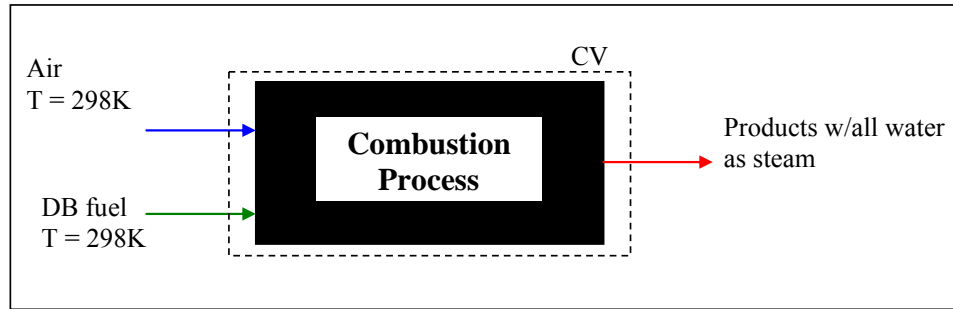 CV
Air
T = 298K
Combustion
Process
Products w/all water
as steam
DB fuel
T = 298K